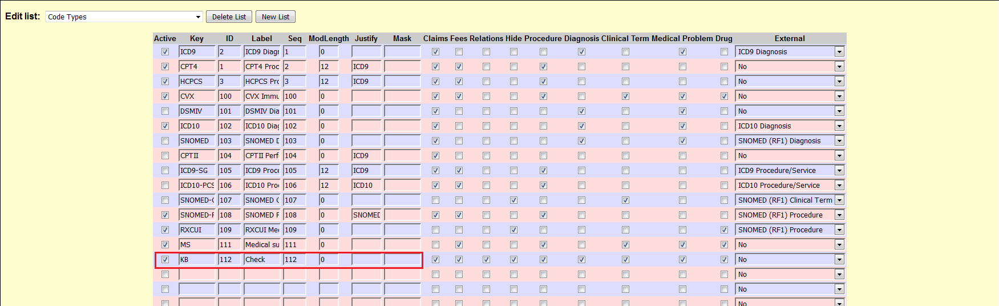 Edit list: Code Types Delete List New List
Active Key ID Label Seq ModLength Justify Mask Claims Fees Relations Hide Procedure Diagnosis Clinical Term Medical Problem Drug External
ICD9 2 ICD9 Diagr 1 0 ICD9 Diagnosis
CPT4 1 CPT4 Proc 2 12 ICD9 No
HCPCS 3 HCPCS Pro 3 12 ICD9 No
CVX 100 CVX Immu 100 0 No
DSMIV 101 DSMIV Dia 101 0 No
ICD10 102 ICD10 Diag 102 0 ICD10 Diagnosis
SNOMED 103 SNOMED D 103 0 SNOMED (RF1) Diagnosis
CPTII 104 CPTII Perf 104 0 ICD9 No
ICD9-SG 105 ICD9 Proce 105 12 ICD9 ICD9 Procedure/Service
ICD10-PCS 106 ICD10 Pro 106 12 ICD10 ICD10 Procedure/Service
SNOMED-C 107 SNOMED C 107 0 SNOMED (RF1) Clinical Term
SNOMED-P 108 SNOMED P 108 0 SNOMED SNOMED (RF1) Procedure
RXCUI 109 RXCUI Med 109 0 SNOMED (RF1) Procedure
MS 111 Medical su 111 0 No
KB 112 Check 112 0 No
No
No
No